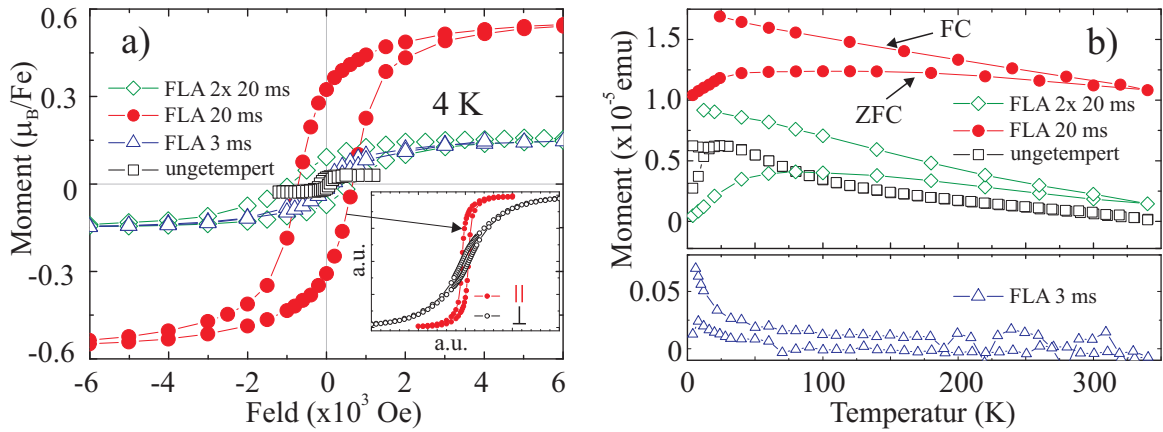 a)
4 K
Moment (μB/Fe)
0.6
0.3
0
-0.3
-0.6
FLA 2x 20 ms
FLA 20 ms
FLA 3 ms
ungetempert
a.u.
||
⊥
a.u.
-6 -4 -2 0 2 4 6
Feld (x10³ Oe)
b)
Moment (x10⁻⁵ emu)
1.5
1.0
0.5
0
FC
ZFC
FLA 2x 20 ms
FLA 20 ms
ungetempert
0.05
0
FLA 3 ms
0 100 200 300
Temperatur (K)